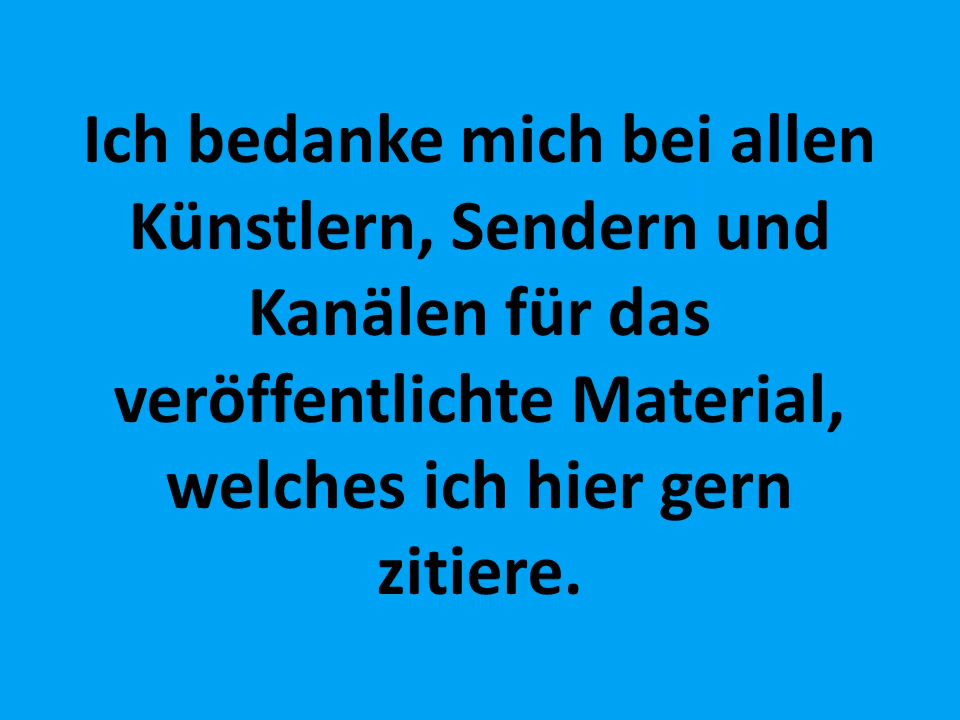 Ich bedanke mich bei allen
Künstlern, Sendern und
Kanälen für das
veröffentlichte Material,
welches ich hier gern
zitiere.